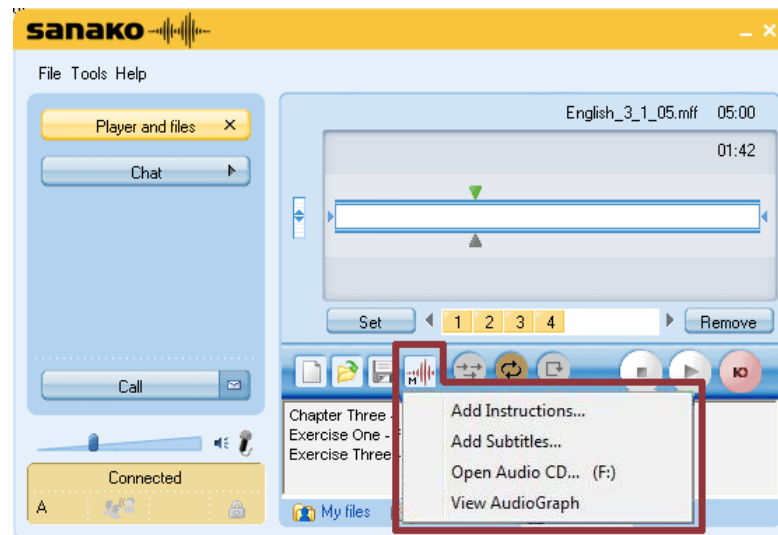 sanako
File Tools Help
Player and files
English_3_1_05.mff 05:00
Chat
01:42
Set 1 2 3 4 Remove
M
Call
Add Instructions...
Add Subtitles...
Open Audio CD... (F:)
View AudioGraph
Chapter Three -
Exercise One -
Exercise Three
Connected
A
My files